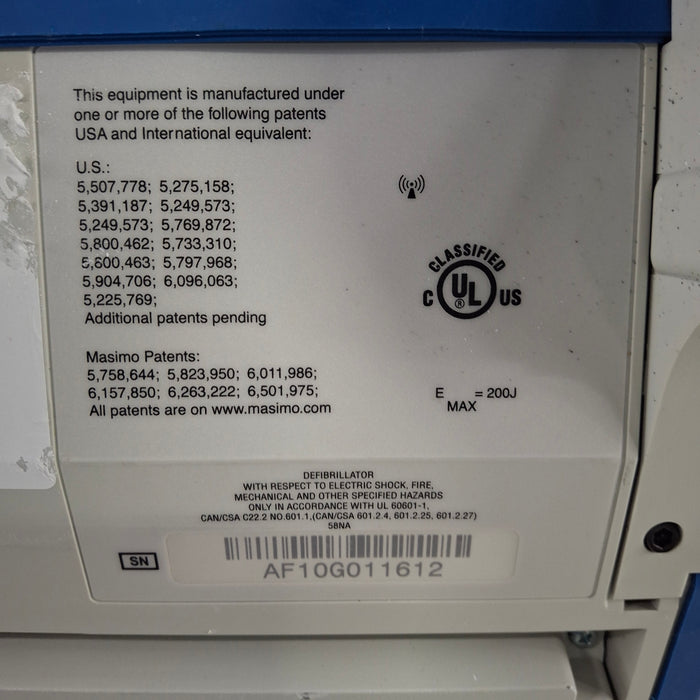 This equipment is manufactured under
one or more of the following patents
USA and International equivalent:
U.S.:
5,507,778; 5,275,158;
5,391,187; 5,249,573;
5,249,573; 5,769,872;
5,800,462; 5,733,310;
5,800,463; 5,797,968;
5,904,706; 6,096,063;
5,225,769;
Additional patents pending
Masimo Patents:
5,758,644; 5,823,950; 6,011,986;
6,157,850; 6,263,222; 6,501,975;
All patents are on www.masimo.com
CLASSIFIED
C UL ® US
E MAX = 200J
DEFIBRILLATOR
WITH RESPECT TO ELECTRIC SHOCK, FIRE,
MECHANICAL AND OTHER SPECIFIED HAZARDS
ONLY IN ACCORDANCE WITH UL 60601-1,
CAN/CSA C22.2 NO.601.1,(CAN/CSA 601.2.4, 601.2.25, 601.2.27)
58NA
SN
AF10G011612